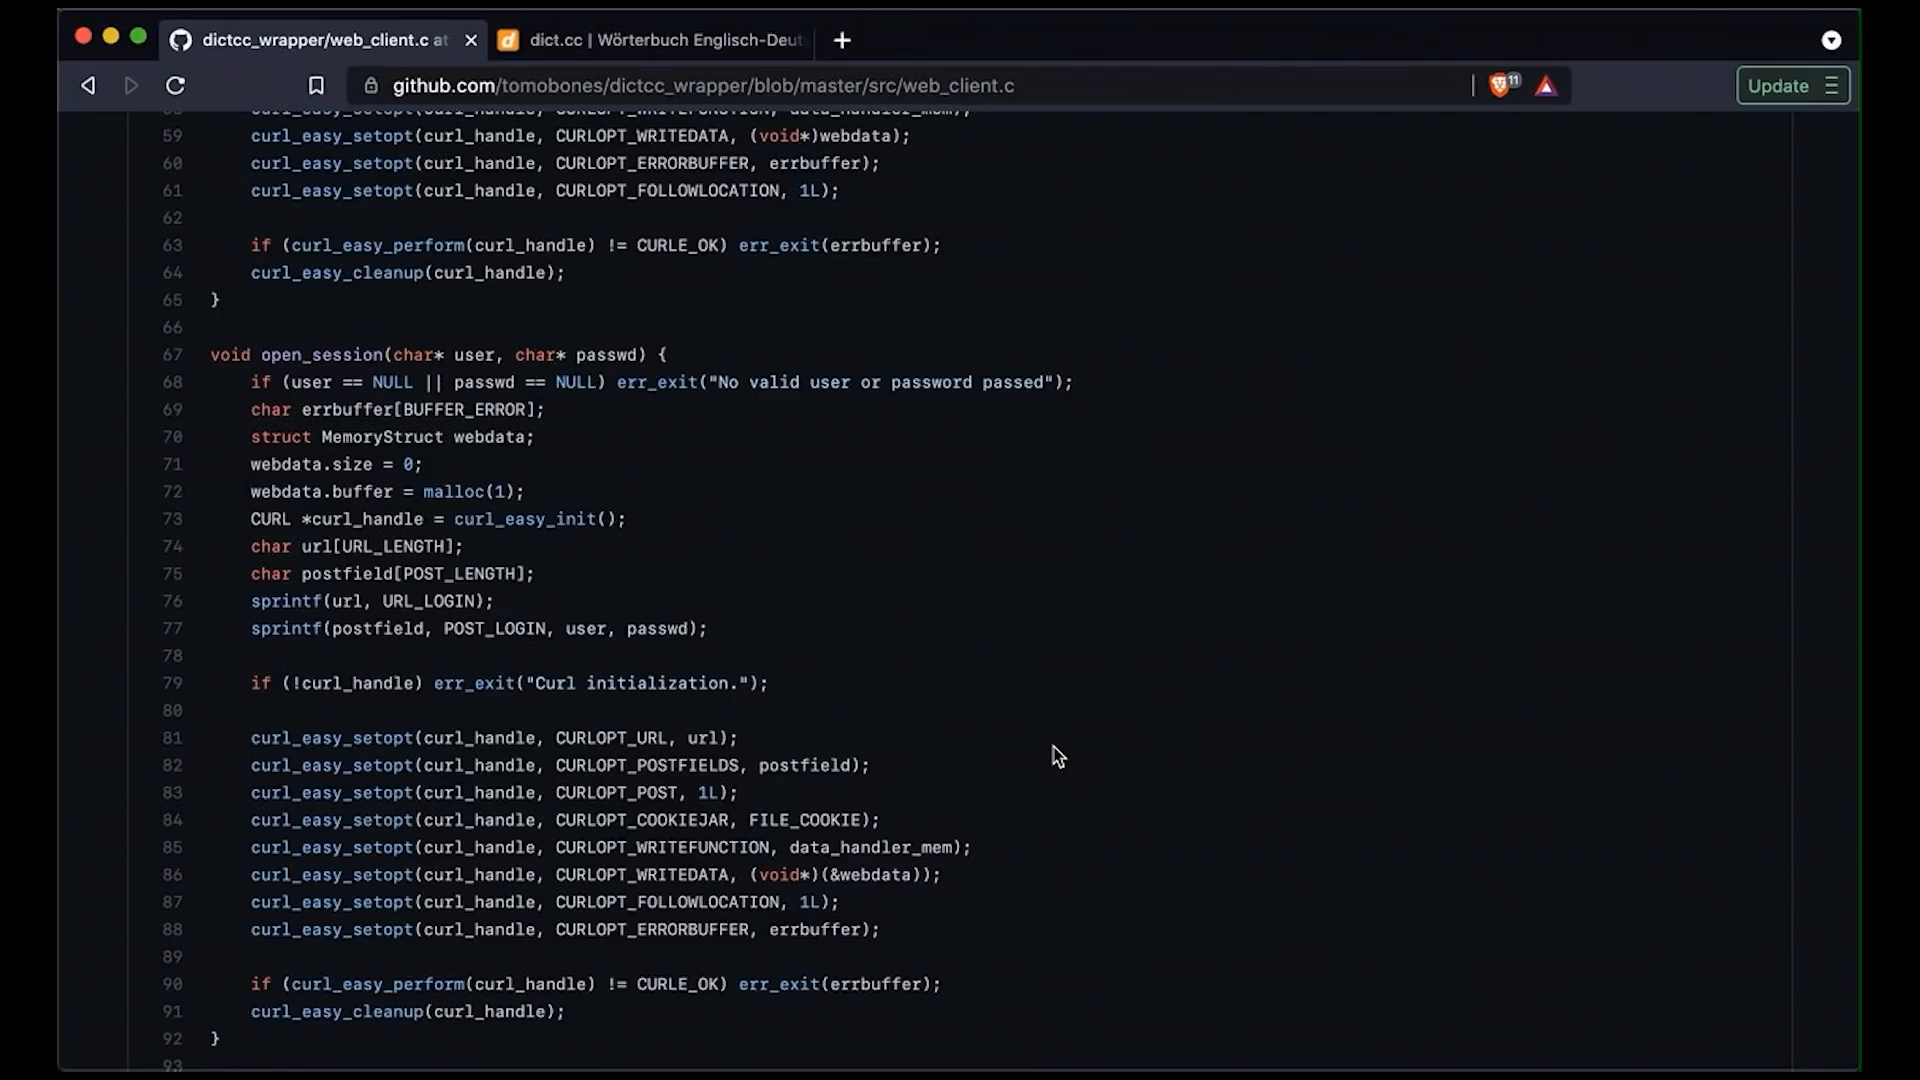 dictcc_wrapper/web_client.c at
dict.cc | Wörterbuch Englisch-Deut
github.com/tomobones/dictcc_wrapper/blob/master/src/web_client.c
11
Update
59 curl_easy_setopt(curl_handle, CURLOPT_WRITEDATA, (void*)webdata);
60 curl_easy_setopt(curl_handle, CURLOPT_ERRORBUFFER, errbuffer);
61 curl_easy_setopt(curl_handle, CURLOPT_FOLLOWLOCATION, 1L);
62
63 if (curl_easy_perform(curl_handle) != CURLE_OK) err_exit(errbuffer);
64 curl_easy_cleanup(curl_handle);
65 }
66
67 void open_session(char* user, char* passwd) {
68 if (user == NULL || passwd == NULL) err_exit("No valid user or password passed");
69 char errbuffer[BUFFER_ERROR];
70 struct MemoryStruct webdata;
71 webdata.size = 0;
72 webdata.buffer = malloc(1);
73 CURL *curl_handle = curl_easy_init();
74 char url[URL_LENGTH];
75 char postfield[POST_LENGTH];
76 sprintf(url, URL_LOGIN);
77 sprintf(postfield, POST_LOGIN, user, passwd);
78
79 if (!curl_handle) err_exit("Curl initialization.");
80
81 curl_easy_setopt(curl_handle, CURLOPT_URL, url);
82 curl_easy_setopt(curl_handle, CURLOPT_POSTFIELDS, postfield);
83 curl_easy_setopt(curl_handle, CURLOPT_POST, 1L);
84 curl_easy_setopt(curl_handle, CURLOPT_COOKIEJAR, FILE_COOKIE);
85 curl_easy_setopt(curl_handle, CURLOPT_WRITEFUNCTION, data_handler_mem);
86 curl_easy_setopt(curl_handle, CURLOPT_WRITEDATA, (void*)(&webdata));
87 curl_easy_setopt(curl_handle, CURLOPT_FOLLOWLOCATION, 1L);
88 curl_easy_setopt(curl_handle, CURLOPT_ERRORBUFFER, errbuffer);
89
90 if (curl_easy_perform(curl_handle) != CURLE_OK) err_exit(errbuffer);
91 curl_easy_cleanup(curl_handle);
92 }
93